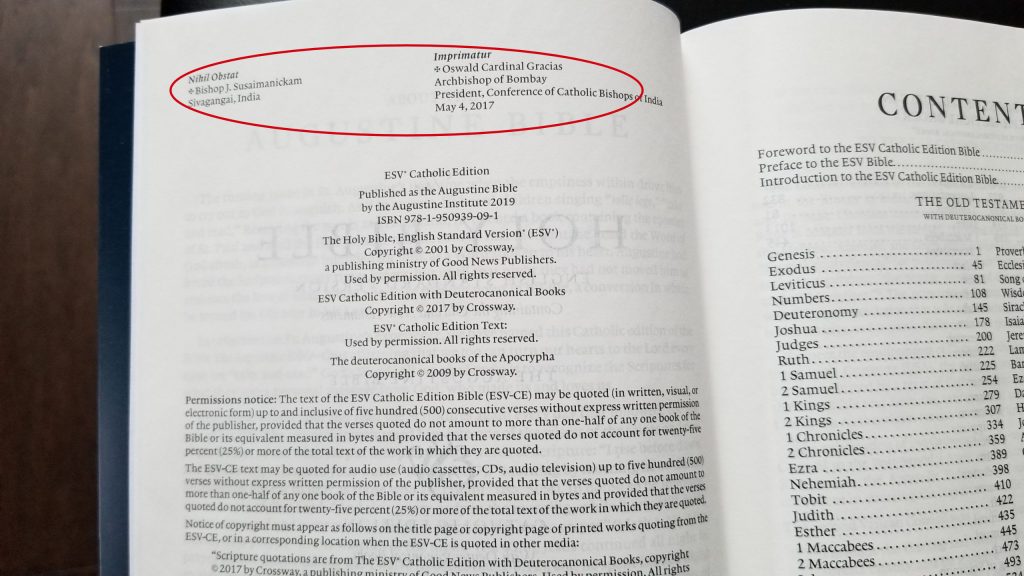 Nihil Obstat
✠ Bishop J. Susaimanickam
Sivagangai, India
Imprimatur
✠ Oswald Cardinal Gracias
Archbishop of Bombay
President, Conference of Catholic Bishops of India
May 4, 2017
ESV® Catholic Edition
Published as the Augustine Bible
by the Augustine Institute 2019
ISBN 978-1-950939-09-1
The Holy Bible, English Standard Version® (ESV®)
Copyright © 2001 by Crossway,
a publishing ministry of Good News Publishers.
Used by permission. All rights reserved.
ESV Catholic Edition with Deuterocanonical Books
Copyright © 2017 by Crossway.
ESV® Catholic Edition Text:
Used by permission. All rights reserved.
The deuterocanonical books of the Apocrypha
Copyright © 2009 by Crossway.
Permissions notice: The text of the ESV Catholic Edition Bible (ESV-CE) may be quoted (in written, visual, or
electronic form) up to and inclusive of five hundred (500) consecutive verses without express written permission
of the publisher, provided that the verses quoted do not amount to more than one-half of any one book of the
Bible or its equivalent measured in bytes and provided that the verses quoted do not account for twenty-five
percent (25%) or more of the total text of the work in which they are quoted.
The ESV-CE text may be quoted for audio use (audio cassettes, CDs, audio television) up to five hundred (500)
verses without express written permission of the publisher, provided that the verses quoted do not amount to
more than one-half of any one book of the Bible or its equivalent measured in bytes and provided that the verses
quoted do not account for twenty-five percent (25%) or more of the total text of the work in which they are quoted.
Notice of copyright must appear as follows on the title page or copyright page of printed works quoting from the
ESV-CE, or in a corresponding location when the ESV-CE is quoted in other media:
"Scripture quotations are from The ESV® Catholic Edition with Deuterocanonical Books, copyright
© 2017 by Crossway, a publishing ministry of Good News Publishers. Used by permission. All rights
CONTENT
Foreword to the ESV Catholic Edition Bible
Preface to the ESV Bible
Introduction to the ESV Catholic Edition Bible
THE OLD TESTAME
WITH DEUTEROCANONICAL BO
Genesis 1
Exodus 45
Leviticus 81
Numbers 108
Deuteronomy 145
Joshua 178
Judges 200
Ruth 222
1 Samuel 225
2 Samuel 254
1 Kings 279
2 Kings 307
1 Chronicles 334
2 Chronicles 359
Ezra 389
Nehemiah 398
Tobit 410
Judith 422
Esther 435
1 Maccabees 445
2 Maccabees 473
Proverb
Ecclesi
Song o
Wisd
Sirac
Isaia
Jere
Lam
Bar
Ez
Da
H
J